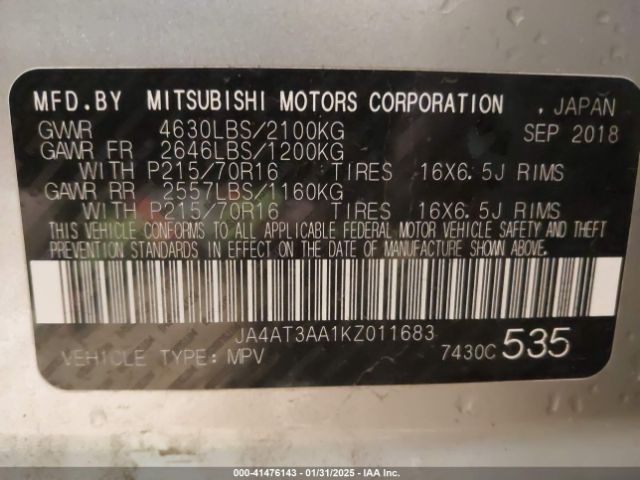 MFD.BY MITSUBISHI MOTORS CORPORATION , JAPAN
GVWR 4630LBS/2100KG SEP 2018
GAWR FR 2646LBS/1200KG
WITH P215/70R16 TIRES 16X6.5J RIMS
GAWR RR 2557LBS/1160KG
WITH P215/70R16 TIRES 16X6.5J RIMS
THIS VEHICLE CONFORMS TO ALL APPLICABLE FEDERAL MOTOR VEHICLE SAFETY AND THEFT
PREVENTION STANDARDS IN EFFECT ON THE DATE OF MANUFACTURE SHOWN ABOVE.
JA4AT3AA1KZ011683
VEHICLE TYPE: MPV 7430C 535
000-41476143 - 01/31/2025 - IAA Inc.